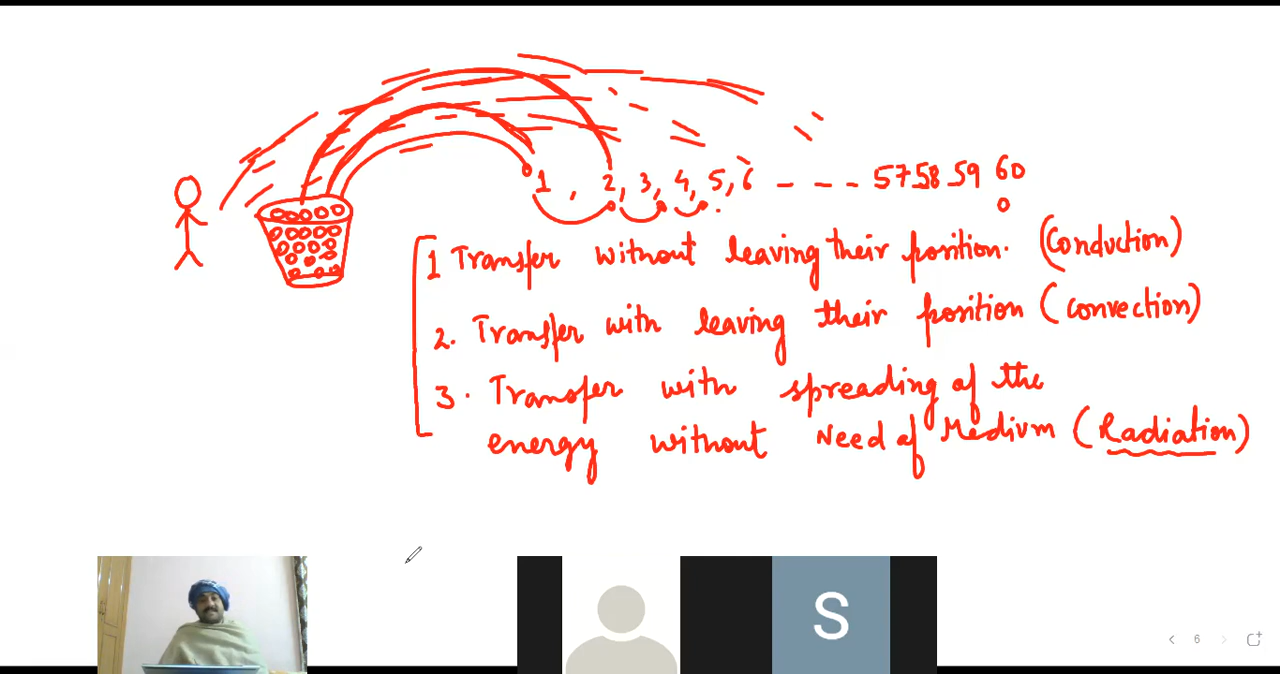 1, 2, 3, 4, 5, 6 - - - 57 58 59 60
1 Transfer without leaving their position. (Conduction)
2. Transfer with leaving their position (convection)
3. Transfer with spreading of the
energy without Need of Medium (Radiation)
S
6